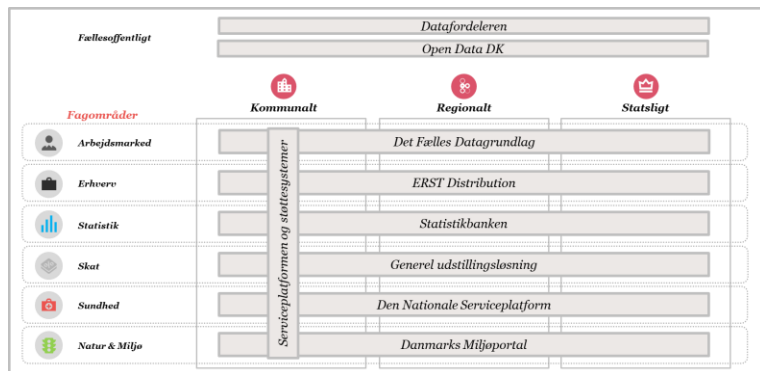 Fællesoffentligt
Datafordeleren
Open Data DK
Kommunalt
Regionalt
Statsligt
Fagområder
Arbejdsmarked
Det Fælles Datagrundlag
Erhverv
ERST Distribution
Statistik
Statistikbanken
Skat
Generel udstillingsløsning
Sundhed
Den Nationale Serviceplatform
Natur & Miljø
Danmarks Miljøportal
Serviceplatformen og støttesystemer